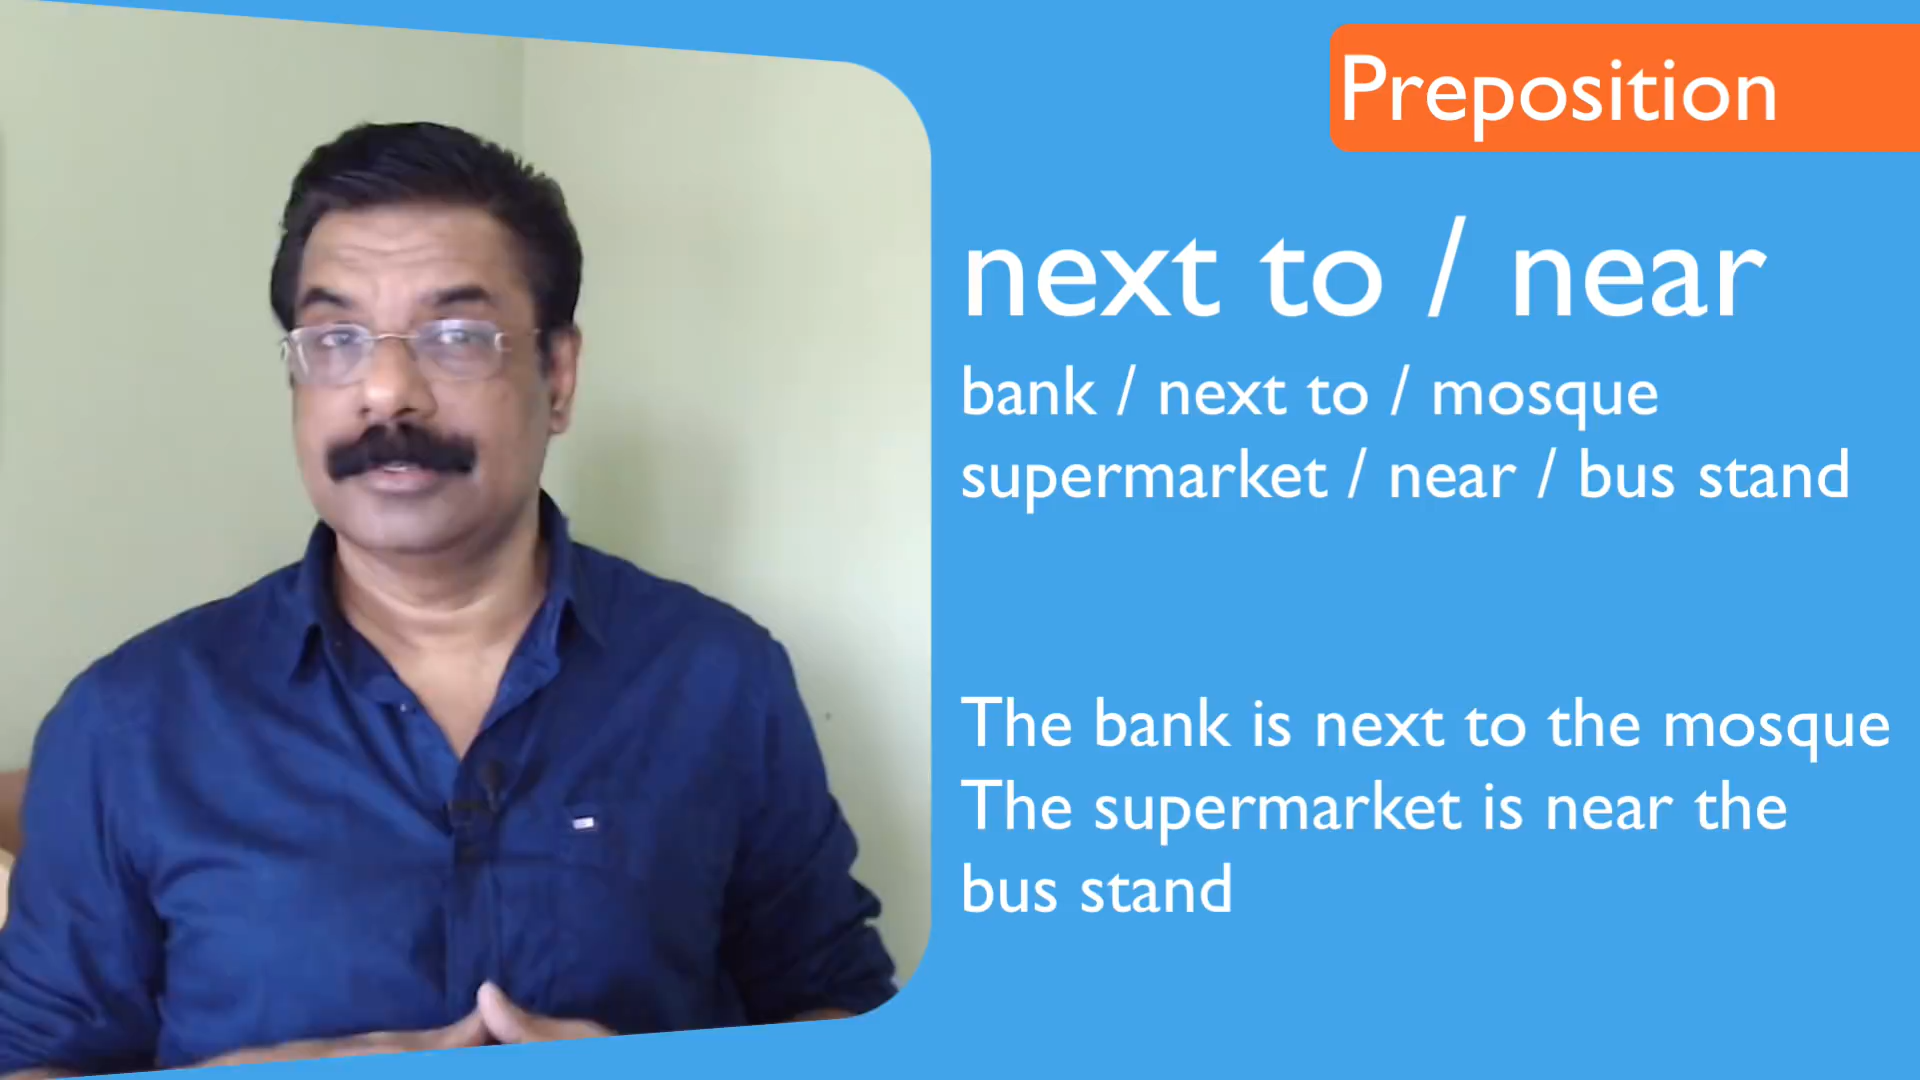 Preposition
next to / near
bank / next to / mosque
supermarket / near / bus stand
The bank is next to the mosque
The supermarket is near the
bus stand